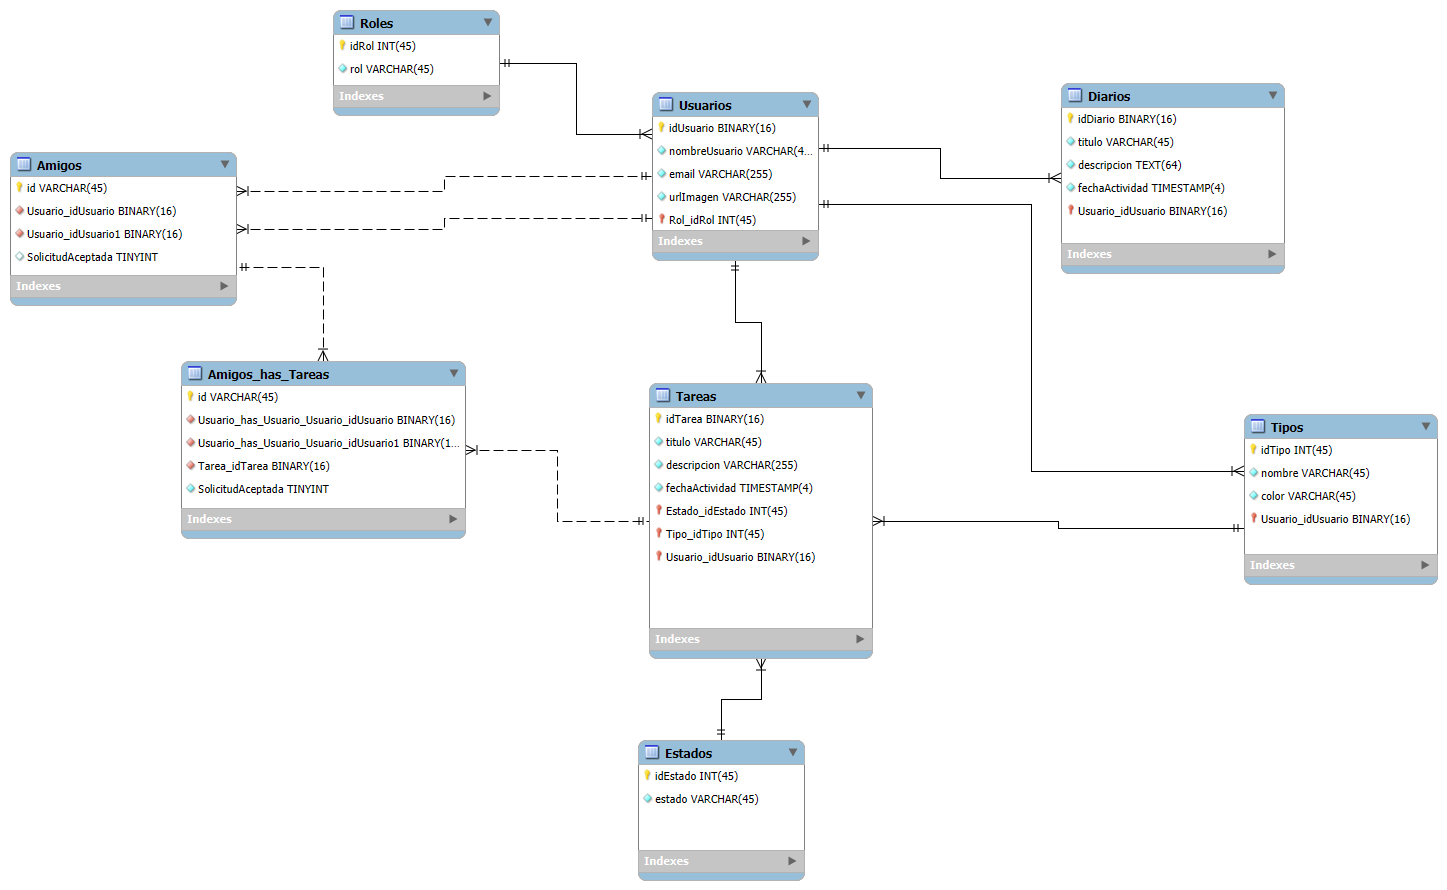 Roles
idRol INT(45)
rol VARCHAR(45)
Indexes
Usuarios
idUsuario BINARY(16)
nombreUsuario VARCHAR(4...
email VARCHAR(255)
urlImagen VARCHAR(255)
Rol_idRol INT(45)
Indexes
Diarios
idDiario BINARY(16)
titulo VARCHAR(45)
descripcion TEXT(64)
fechaActividad TIMESTAMP(4)
Usuario_idUsuario BINARY(16)
Indexes
Amigos
id VARCHAR(45)
Usuario_idUsuario BINARY(16)
Usuario_idUsuario1 BINARY(16)
SolicitudAceptada TINYINT
Indexes
Amigos_has_Tareas
id VARCHAR(45)
Usuario_has_Usuario_Usuario_idUsuario BINARY(16)
Usuario_has_Usuario_Usuario_idUsuario1 BINARY(1...
Tarea_idTarea BINARY(16)
SolicitudAceptada TINYINT
Indexes
Tareas
idTarea BINARY(16)
titulo VARCHAR(45)
descripcion VARCHAR(255)
fechaActividad TIMESTAMP(4)
Estado_idEstado INT(45)
Tipo_idTipo INT(45)
Usuario_idUsuario BINARY(16)
Indexes
Tipos
idTipo INT(45)
nombre VARCHAR(45)
color VARCHAR(45)
Usuario_idUsuario BINARY(16)
Indexes
Estados
idEstado INT(45)
estado VARCHAR(45)
Indexes